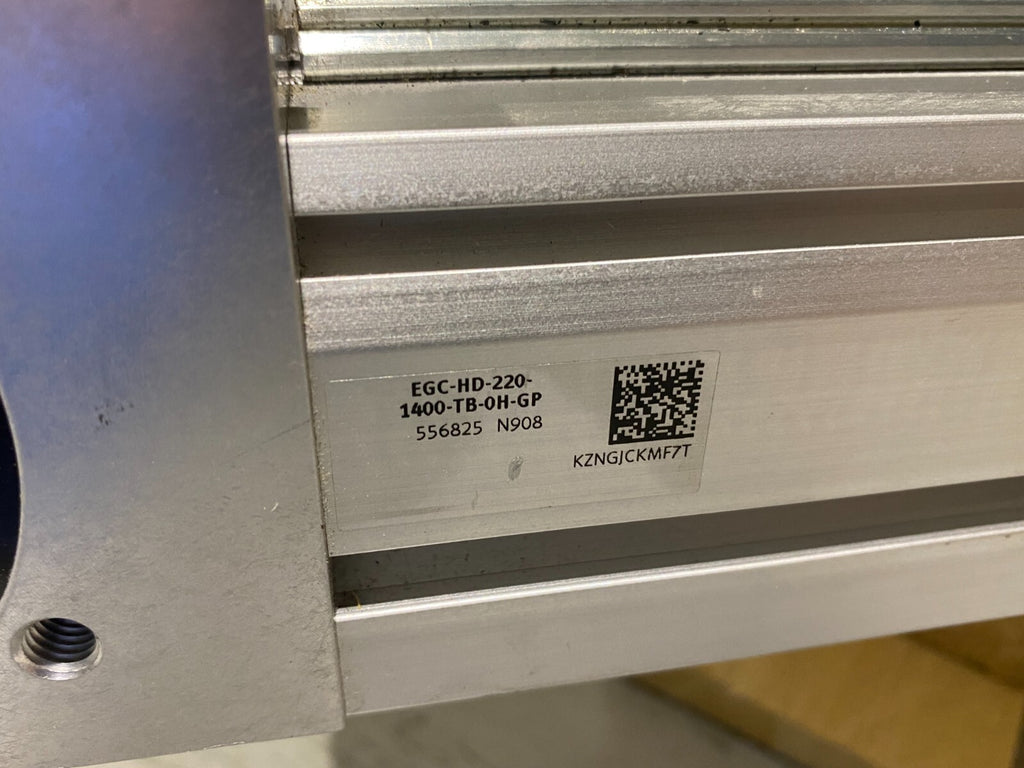 EGC-HD-220-
1400-TB-0H-GP
556825 N908
KZNGJCKMF7T